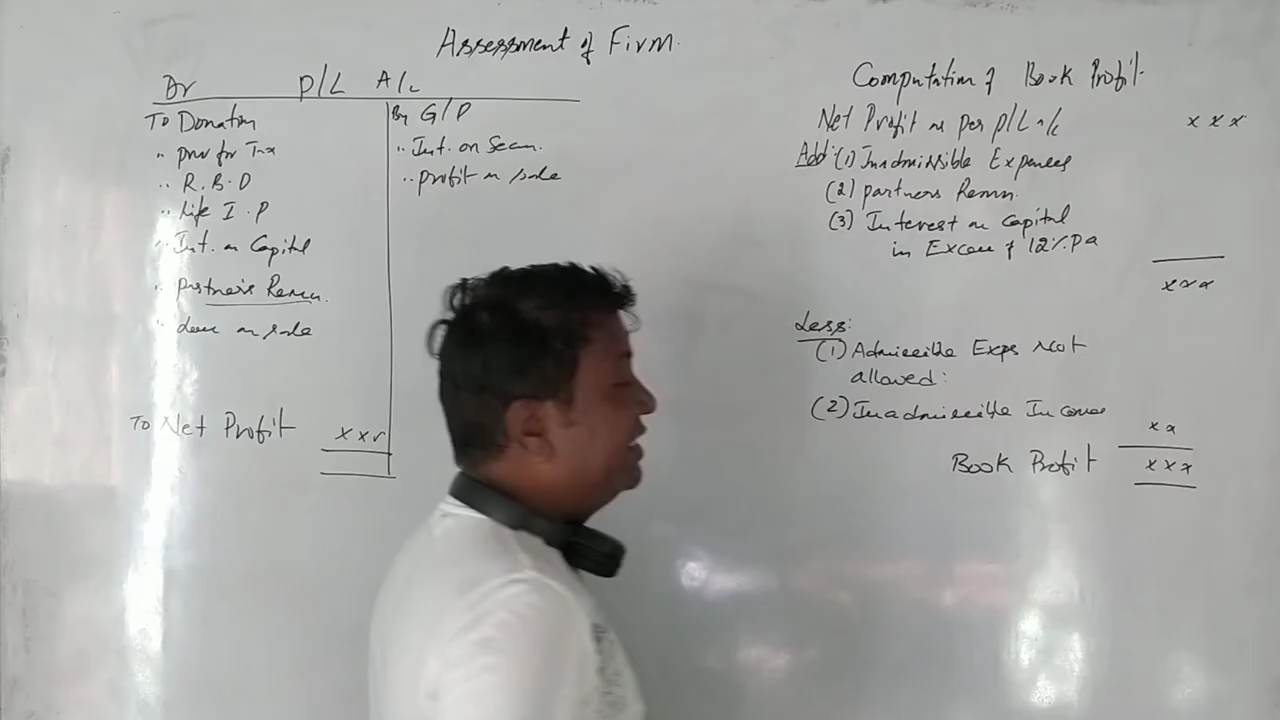 Assessment of Firm.
Dr P/L A/c
To Donation
" prov for Tax
" R.B.D
" Life I.P
" Int. on Capital
" partner's Remu.
" loss on sale
To Net Profit xxx
By G/P
" Int. on Secu.
" profit on sale
Computation of Book Profit
Net Profit as per P/L a/c x x x
Add: (1) Inadmissible Expenses
(2) partners Remn.
(3) Interest on Capital
in Excess of 12% Pa
xxx
Less:
(1) Admissible Exps Not
allowed:
(2) Inadmissible Incomes
xx
Book Profit xxx